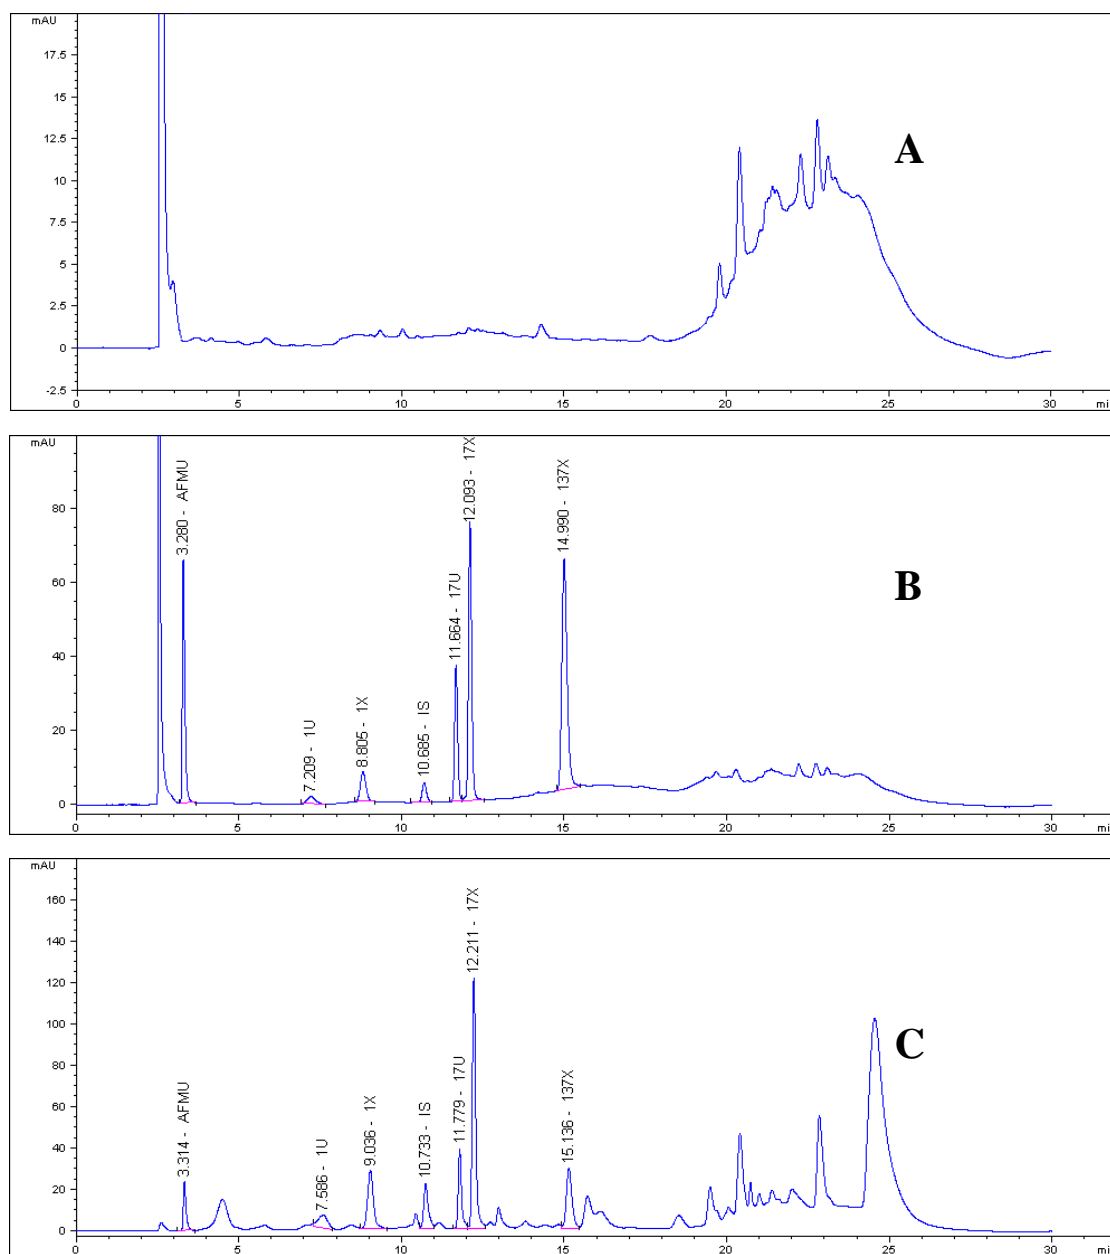 mAU
17.5
15
12.5
10
7.5
5
2.5
0
-2.5
A
0 5 10 15 20 25 30 mi
mAU
80
60
40
20
0
3.280 - AFMU
7.209 - 1U
8.805 - 1X
10.685 - IS
11.664 - 17U
12.093 - 17X
14.990 - 137X
B
0 5 10 15 20 25 30 mi
mAU
160
140
120
100
80
60
40
20
0
3.314 - AFMU
7.586 - 1U
9.036 - 1X
10.733 - IS
11.779 - 17U
12.211 - 17X
15.136 - 137X
C
0 5 10 15 20 25 30 mi